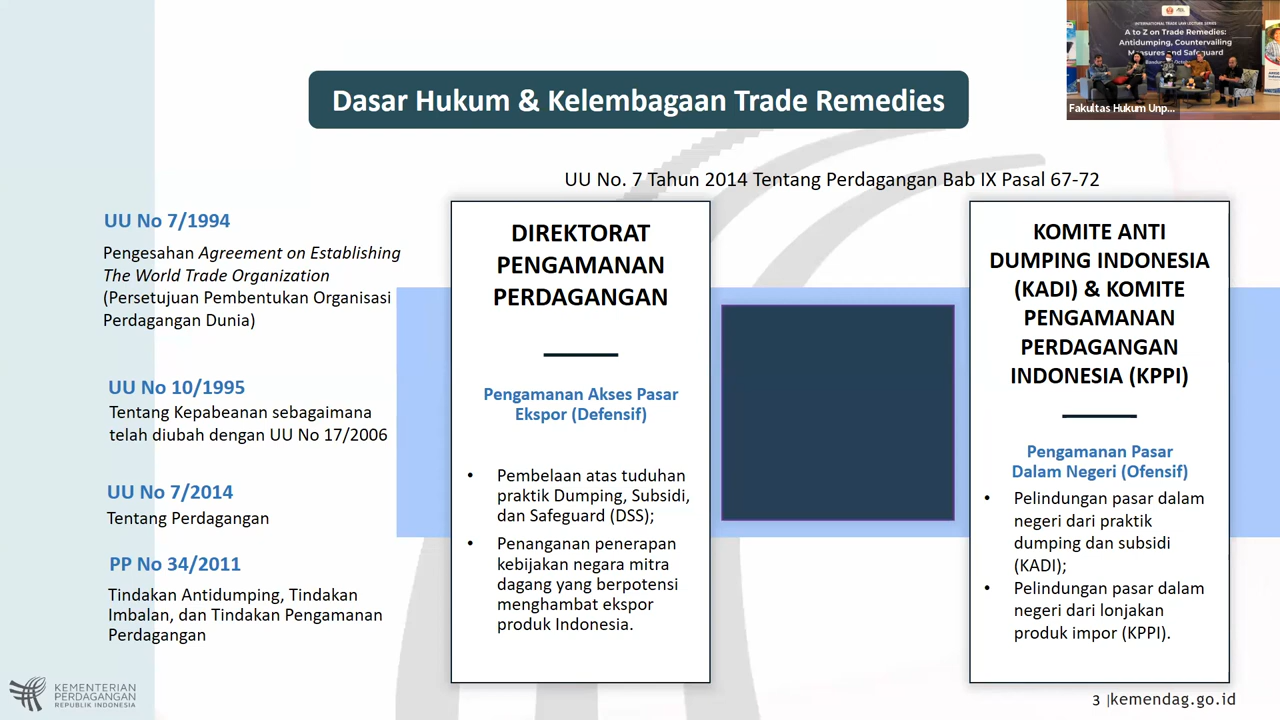 INTERNATIONAL TRADE LAW LECTURE SERIES
A to Z on Trade Remedies:
Antidumping, Countervailing
Measures and Safeguard
Fakultas Hukum Unp...
Dasar Hukum & Kelembagaan Trade Remedies
UU No. 7 Tahun 2014 Tentang Perdagangan Bab IX Pasal 67-72
UU No 7/1994
Pengesahan Agreement on Establishing
The World Trade Organization
(Persetujuan Pembentukan Organisasi
Perdagangan Dunia)
UU No 10/1995
Tentang Kepabeanan sebagaimana
telah diubah dengan UU No 17/2006
UU No 7/2014
Tentang Perdagangan
PP No 34/2011
Tindakan Antidumping, Tindakan
Imbalan, dan Tindakan Pengamanan
Perdagangan
DIREKTORAT
PENGAMANAN
PERDAGANGAN
Pengamanan Akses Pasar
Ekspor (Defensif)
• Pembelaan atas tuduhan
praktik Dumping, Subsidi,
dan Safeguard (DSS);
• Penanganan penerapan
kebijakan negara mitra
dagang yang berpotensi
menghambat ekspor
produk Indonesia.
KOMITE ANTI
DUMPING INDONESIA
(KADI) & KOMITE
PENGAMANAN
PERDAGANGAN
INDONESIA (KPPI)
Pengamanan Pasar
Dalam Negeri (Ofensif)
• Pelindungan pasar dalam
negeri dari praktik
dumping dan subsidi
(KADI);
• Pelindungan pasar dalam
negeri dari lonjakan
produk impor (KPPI).
KEMENTERIAN
PERDAGANGAN
REPUBLIK INDONESIA
3 |kemendag.go.id